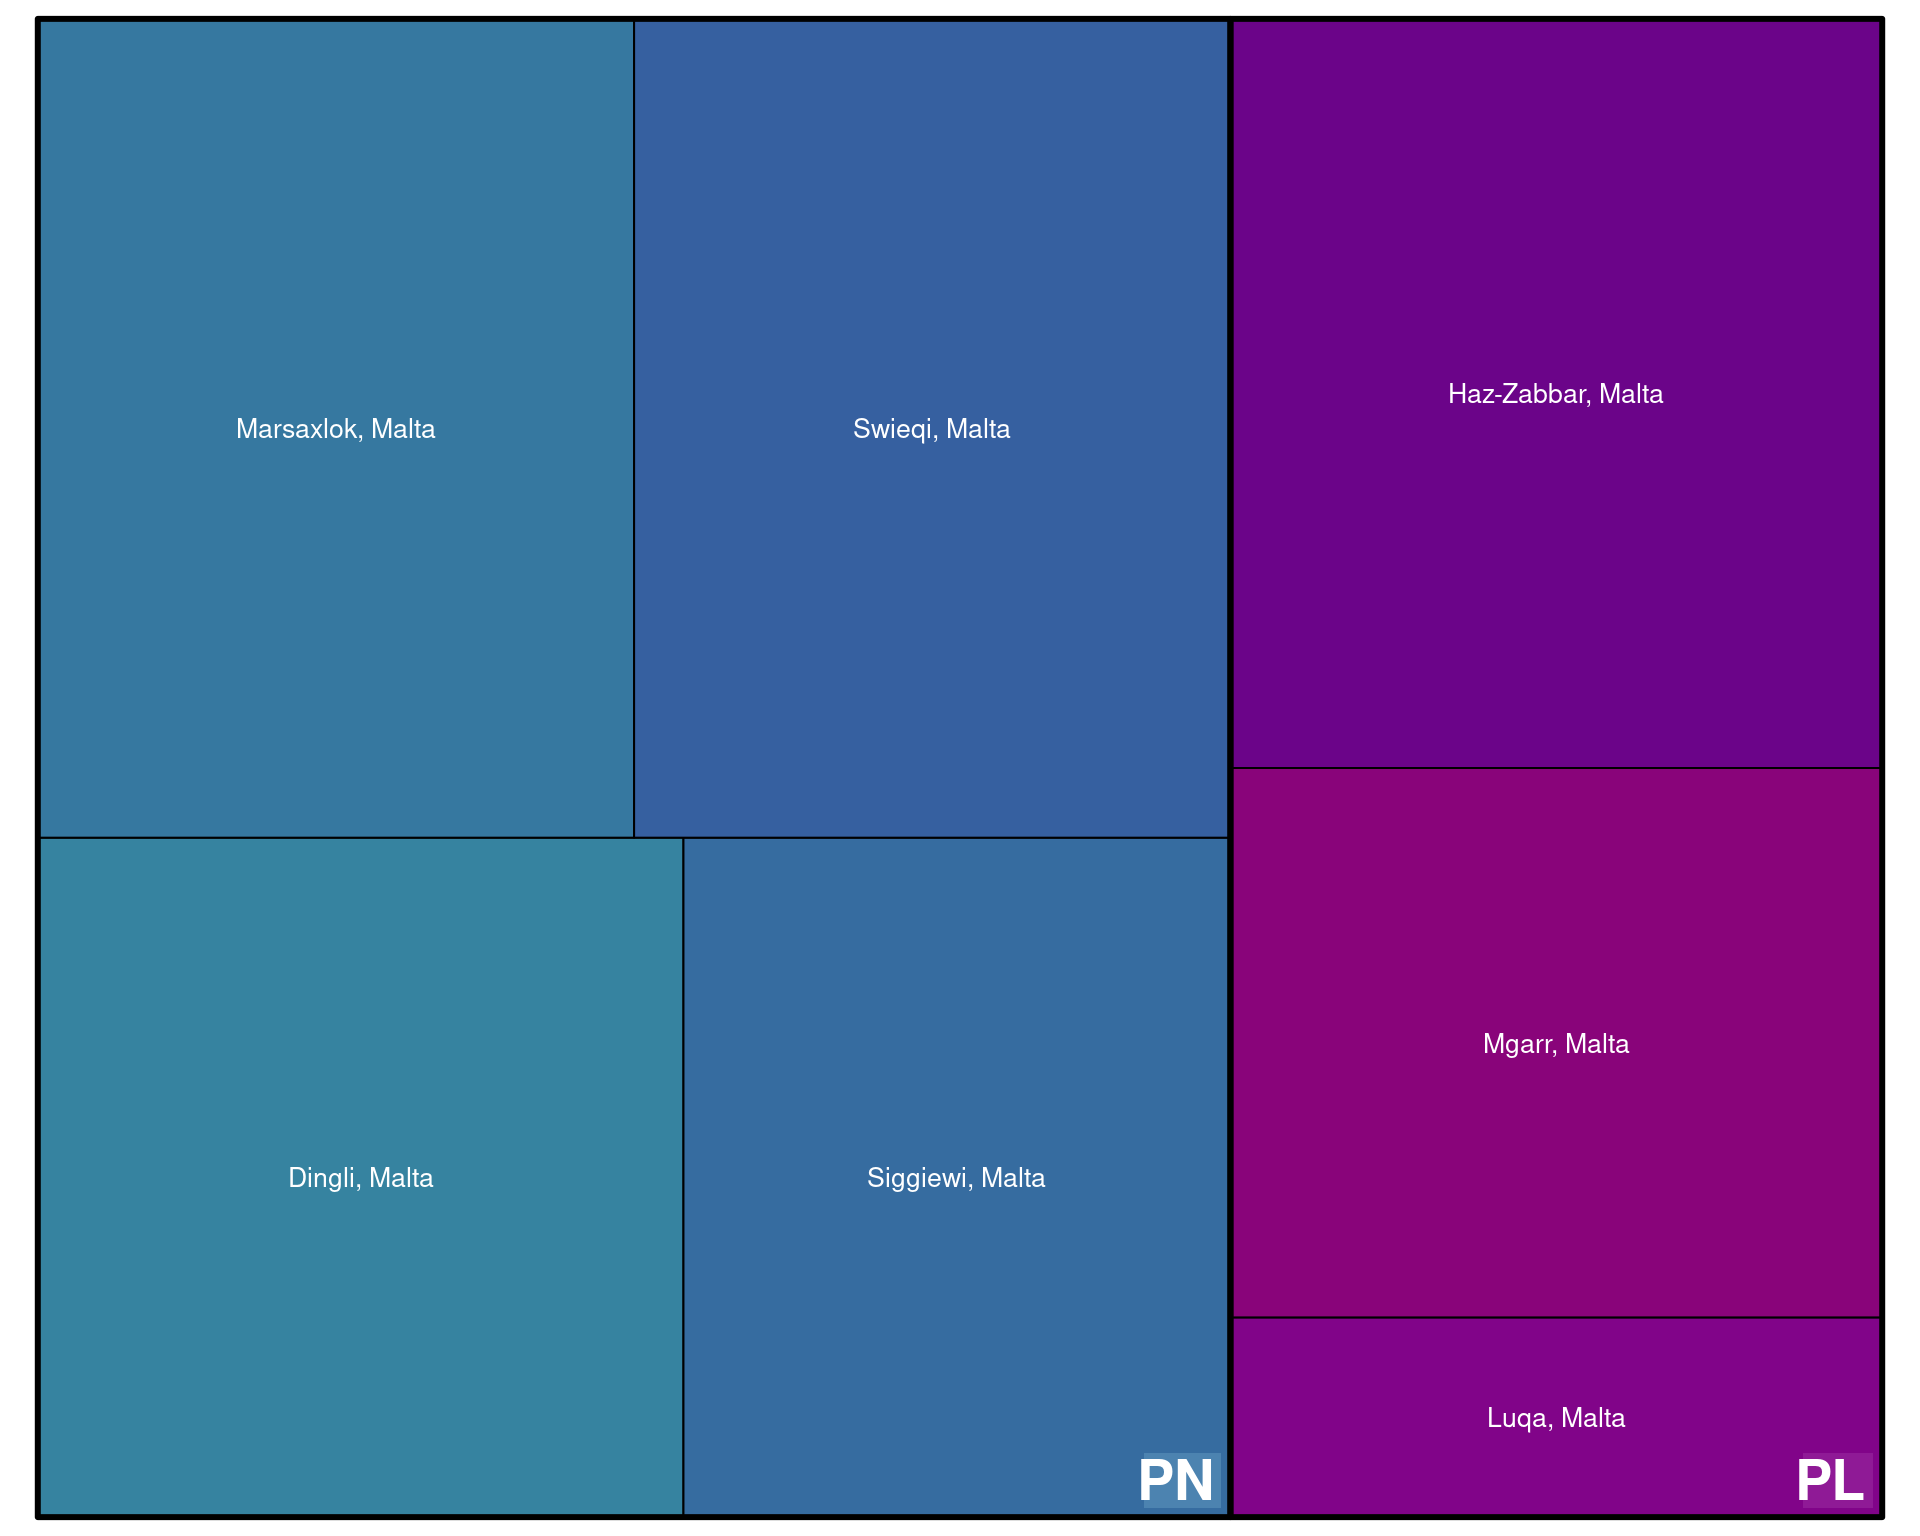 Marsaxlok, Malta
Swieqi, Malta
Haz-Zabbar, Malta
Mgarr, Malta
Dingli, Malta
Siggiewi, Malta
Luqa, Malta
PN
PL